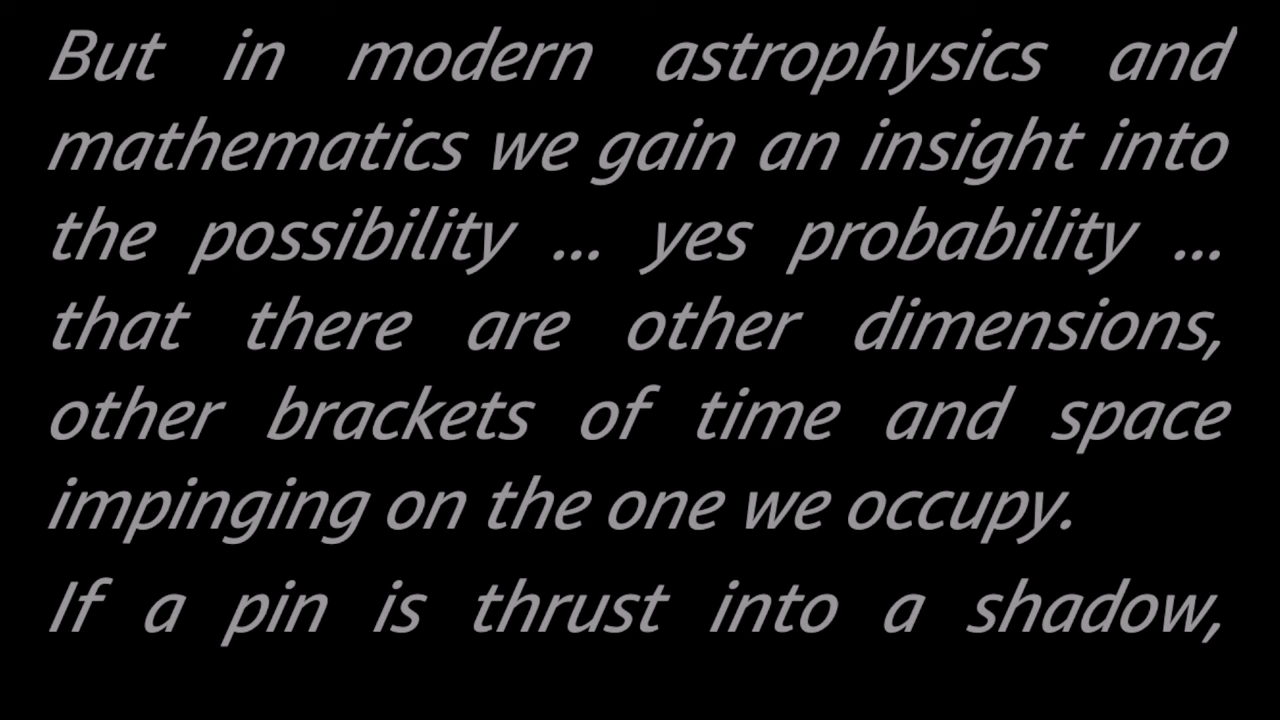 But in modern astrophysics and
mathematics we gain an insight into
the possibility ... yes probability ...
that there are other dimensions,
other brackets of time and space
impinging on the one we occupy.
If a pin is thrust into a shadow,